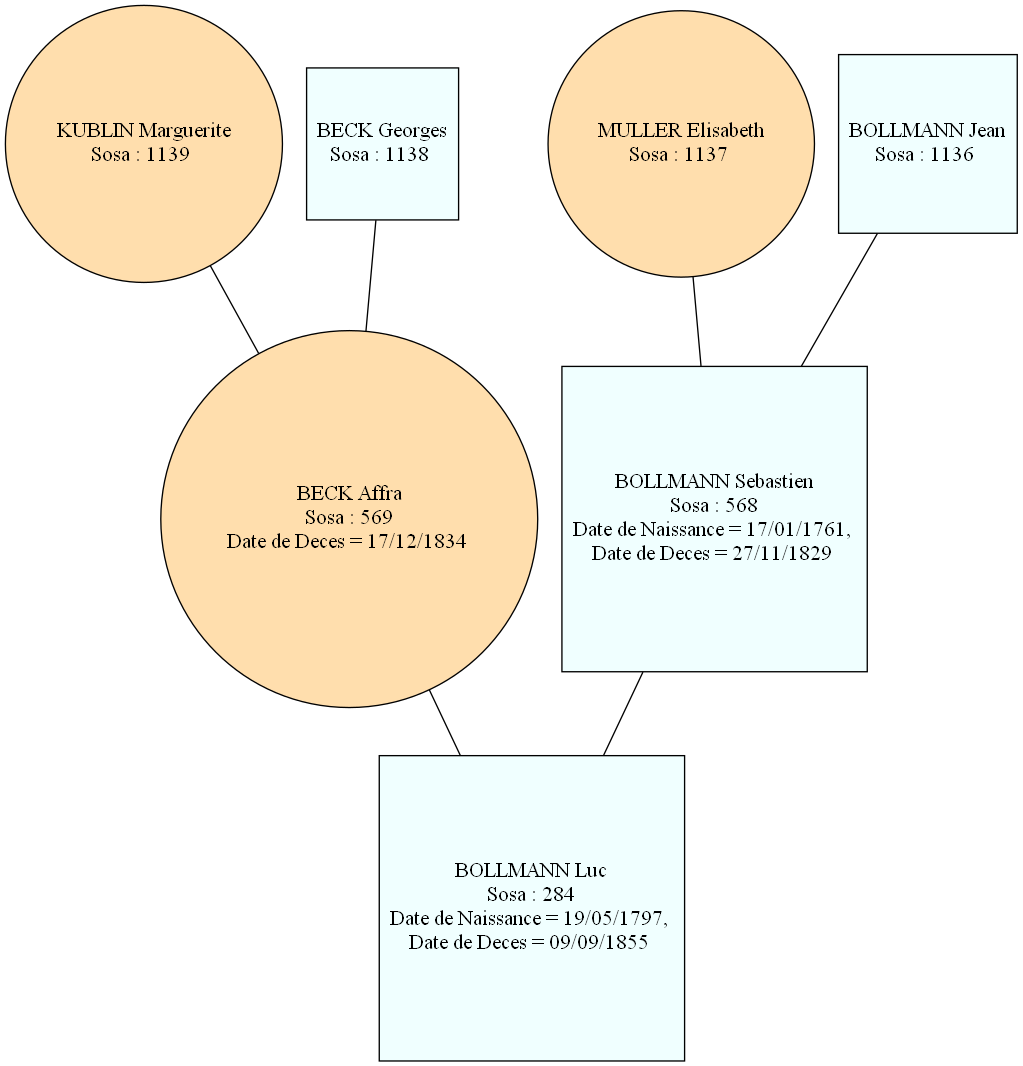 KUBLIN Marguerite
Sosa : 1139
BECK Georges
Sosa : 1138
MULLER Elisabeth
Sosa : 1137
BOLLMANN Jean
Sosa : 1136
BECK Affra
Sosa : 569
Date de Deces = 17/12/1834
BOLLMANN Sebastien
Sosa : 568
Date de Naissance = 17/01/1761,
Date de Deces = 27/11/1829
BOLLMANN Luc
Sosa : 284
Date de Naissance = 19/05/1797,
Date de Deces = 09/09/1855